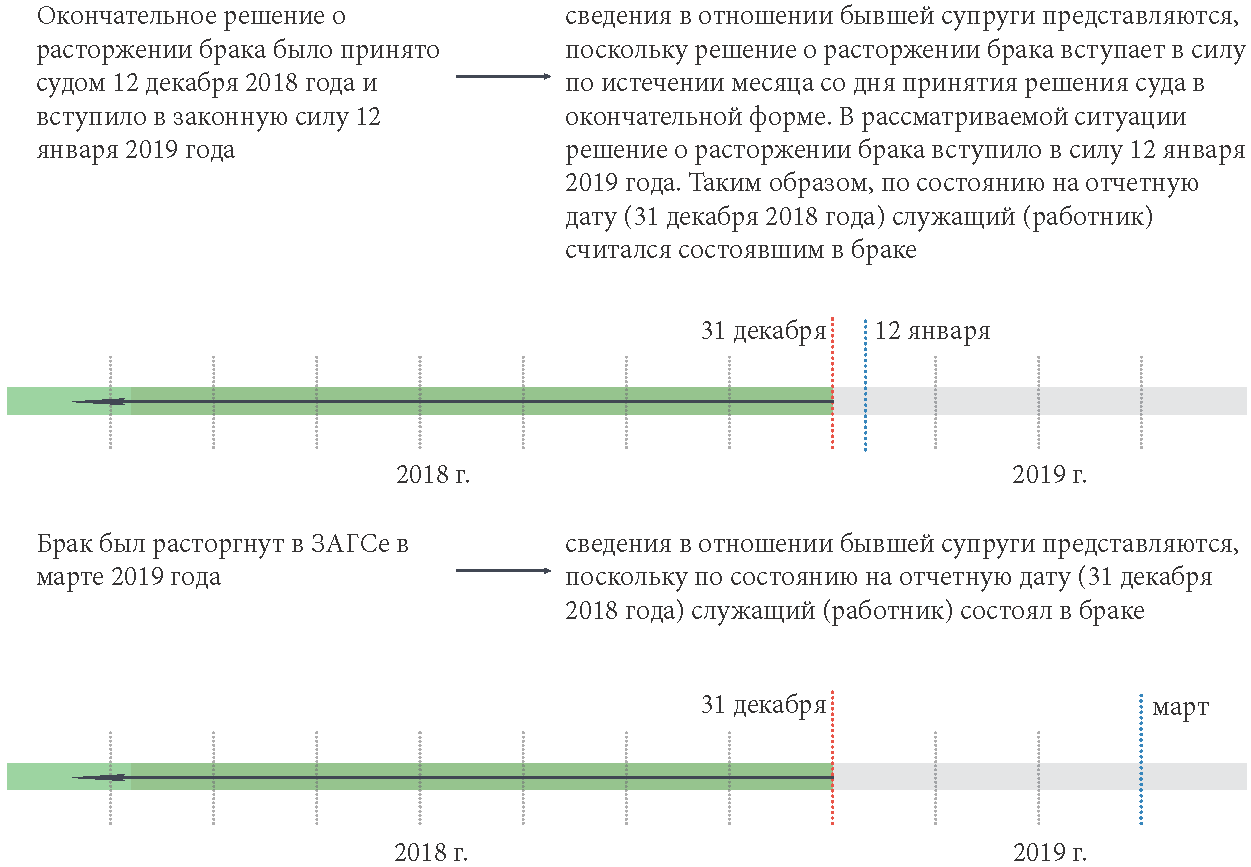 Окончательное решение о
расторжении брака было принято
судом 12 декабря 2018 года и
вступило в законную силу 12
января 2019 года
сведения в отношении бывшей супруги представляются,
поскольку решение о расторжении брака вступает в силу
по истечении месяца со дня принятия решения суда в
окончательной форме. В рассматриваемой ситуации
решение о расторжении брака вступило в силу 12 января
2019 года. Таким образом, по состоянию на отчетную
дату (31 декабря 2018 года) служащий (работник)
считался состоявшим в браке
31 декабря
12 января
2018 г.
2019 г.
Брак был расторгнут в ЗАГСе в
марте 2019 года
сведения в отношении бывшей супруги представляются,
поскольку по состоянию на отчетную дату (31 декабря
2018 года) служащий (работник) состоял в браке
31 декабря
март
2018 г.
2019 г.